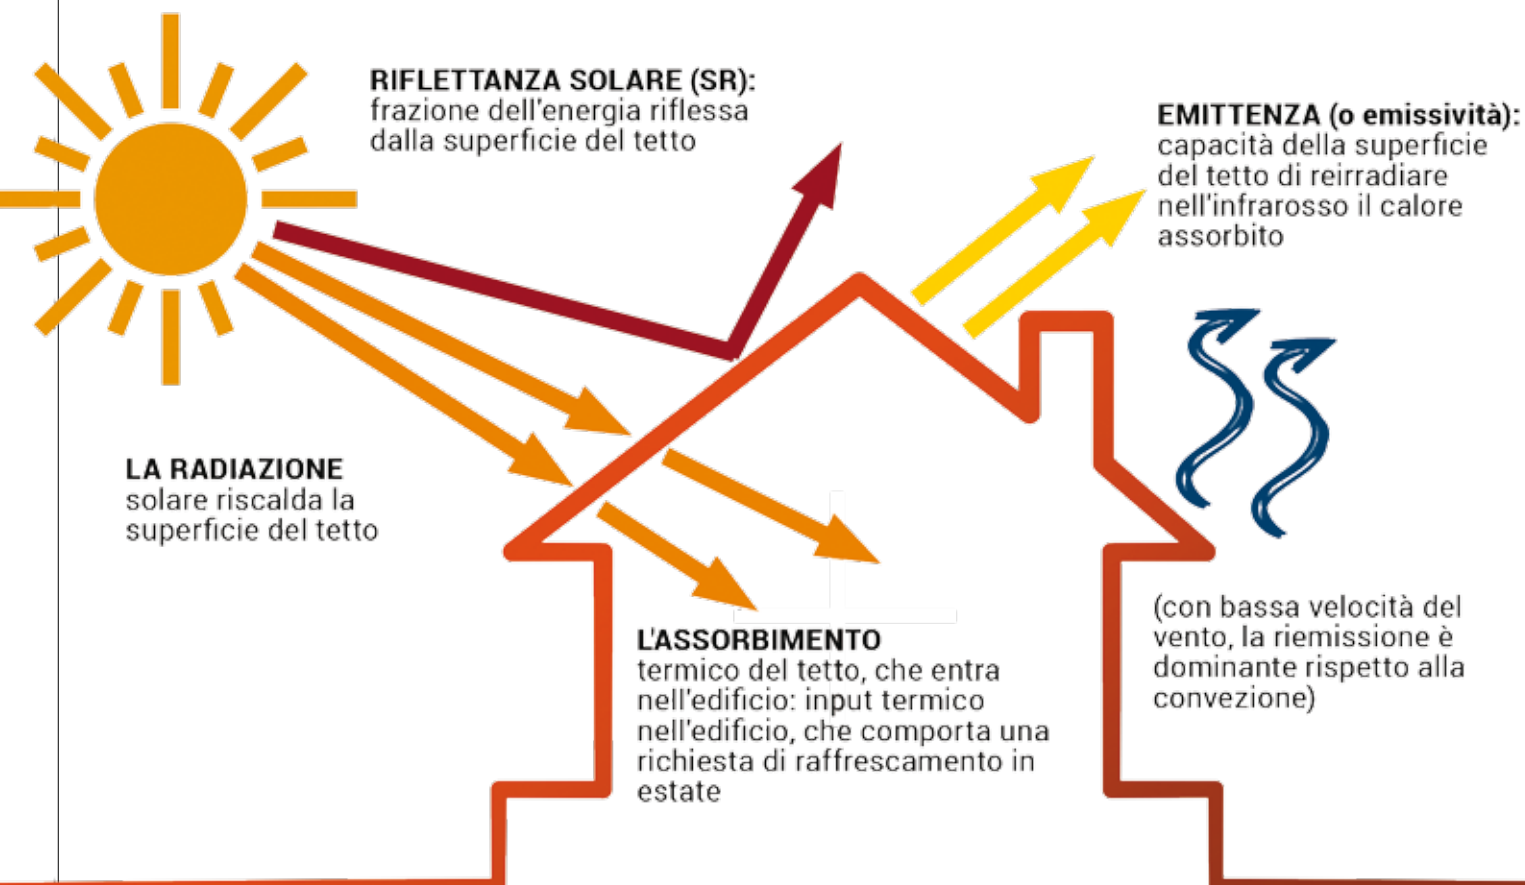 RIFLETTANZA SOLARE (SR):
frazione dell'energia riflessa
dalla superficie del tetto
EMITTENZA (o emissività):
capacità della superficie
del tetto di reirradiare
nell'infrarosso il calore
assorbito
LA RADIAZIONE
solare riscalda la
superficie del tetto
L'ASSORBIMENTO
termico del tetto, che entra
nell'edificio: input termico
nell'edificio, che comporta una
richiesta di raffrescamento in
estate
(con bassa velocità del
vento, la riemissione è
dominante rispetto alla
convezione)